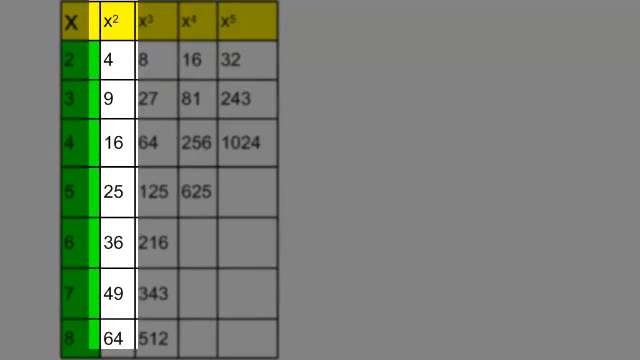 X x² x³ x⁴ x⁵
2 4 8 16 32
3 9 27 81 243
4 16 64 256 1024
5 25 125 625
6 36 216
7 49 343
8 64 512